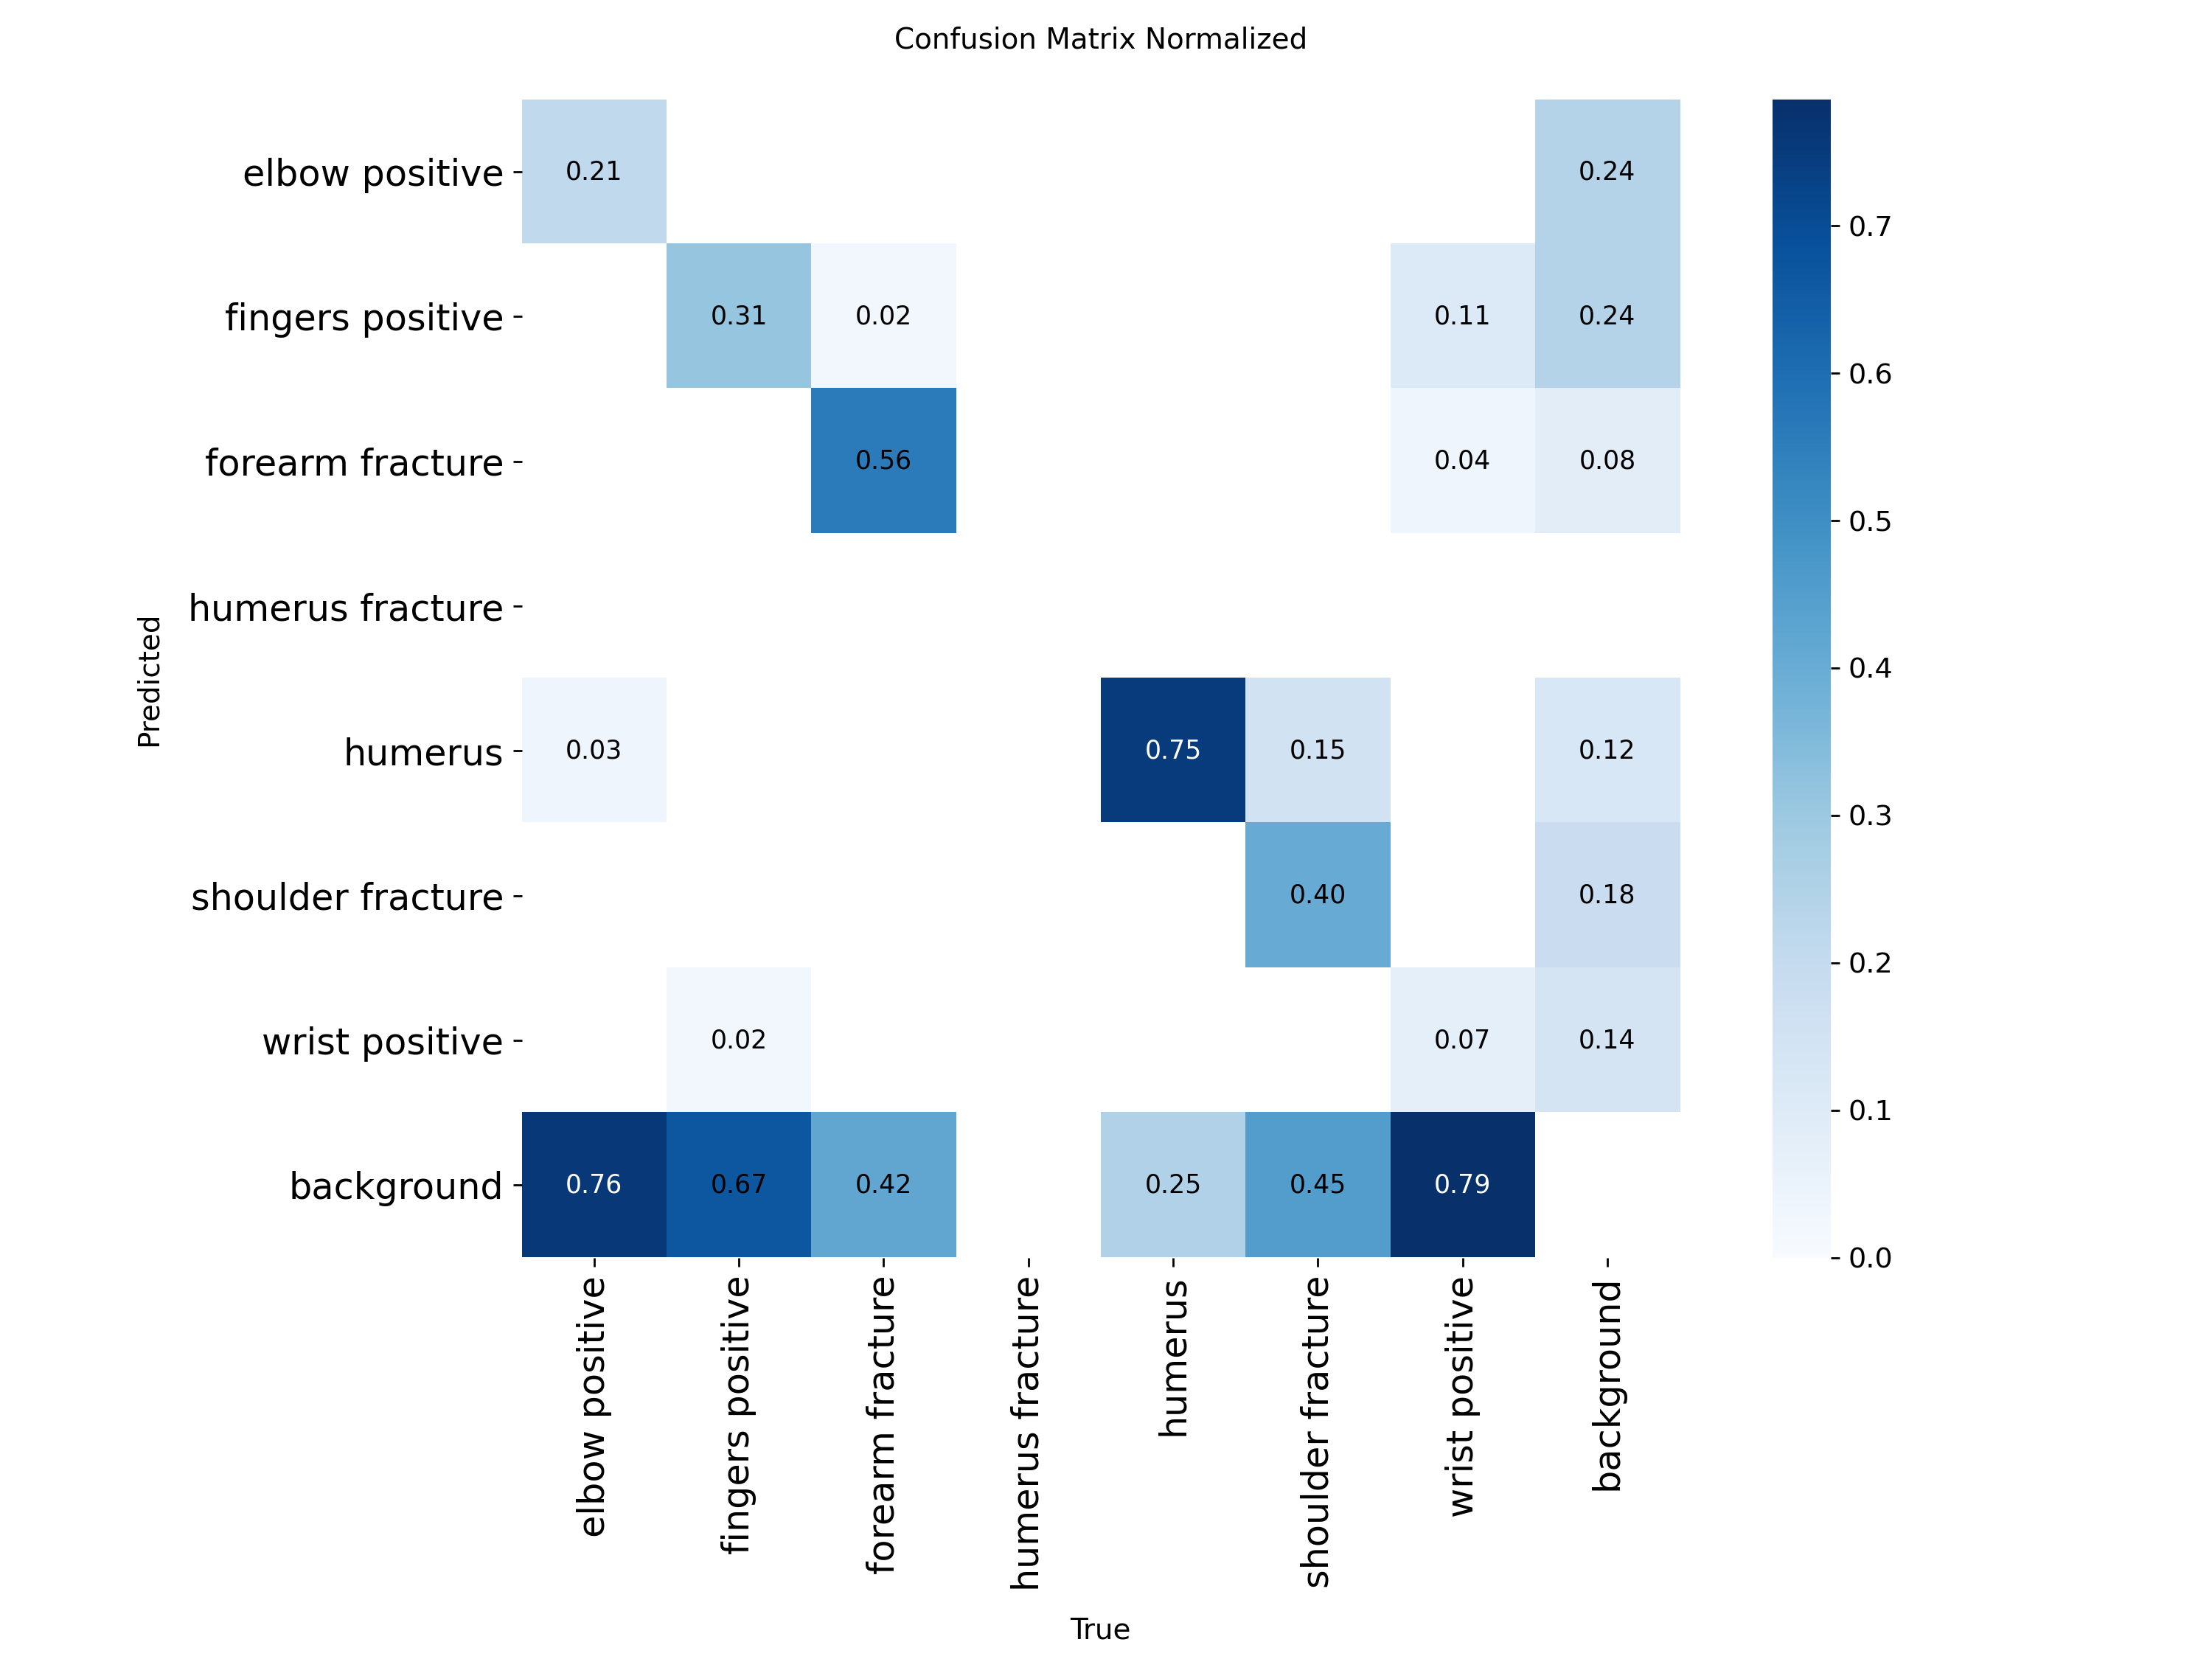 Confusion Matrix Normalized
elbow positive 0.21 0.24
fingers positive 0.31 0.02 0.11 0.24
forearm fracture 0.56 0.04 0.08
humerus fracture
humerus 0.03 0.75 0.15 0.12
shoulder fracture 0.40 0.18
wrist positive 0.02 0.07 0.14
background 0.76 0.67 0.42 0.25 0.45 0.79
Predicted
elbow positive
fingers positive
forearm fracture
humerus fracture
humerus
shoulder fracture
wrist positive
background
True
0.7
0.6
0.5
0.4
0.3
0.2
0.1
0.0